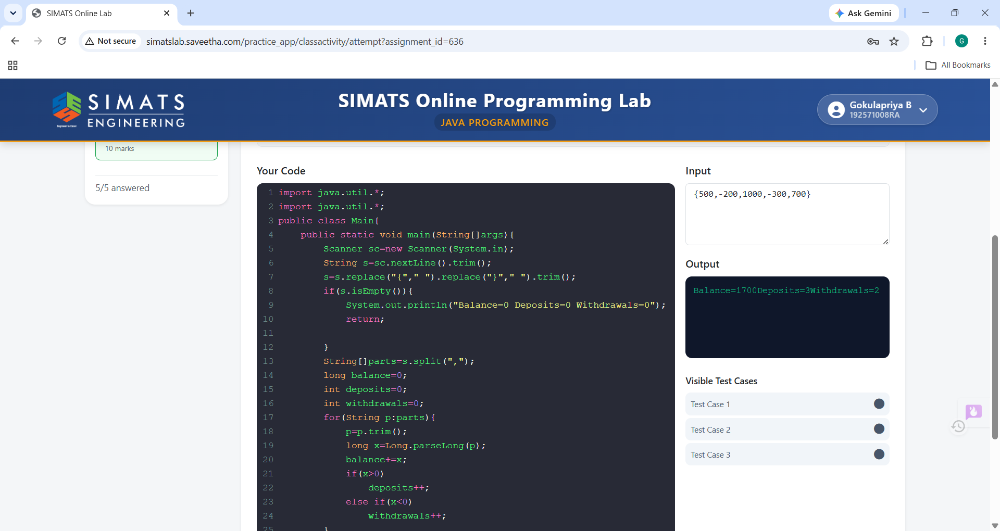 SIMATS Online Lab
Ask Gemini
Not secure
simatslab.saveetha.com/practice_app/classactivity/attempt?assignment_id=636
G
All Bookmarks
SIMATS
ENGINEERING
Engineer to Excel
SIMATS Online Programming Lab
JAVA PROGRAMMING
Gokulapriya B
192571008RA
10 marks
5/5 answered
Your Code
1 import java.util.*;
2 import java.util.*;
3 public class Main{
4     public static void main(String[]args){
5         Scanner sc=new Scanner(System.in);
6         String s=sc.nextLine().trim();
7         s=s.replace("{"," ").replace("}"," ").trim();
8         if(s.isEmpty()){
9             System.out.println("Balance=0 Deposits=0 Withdrawals=0");
10             return;
11
12         }
13         String[]parts=s.split(",");
14         long balance=0;
15         int deposits=0;
16         int withdrawals=0;
17         for(String p:parts){
18             p=p.trim();
19             long x=Long.parseLong(p);
20             balance+=x;
21             if(x>0)
22                 deposits++;
23             else if(x<0)
24                 withdrawals++;
25         }
Input
{500,-200,1000,-300,700}
Output
Balance=1700Deposits=3Withdrawals=2
Visible Test Cases
Test Case 1
Test Case 2
Test Case 3